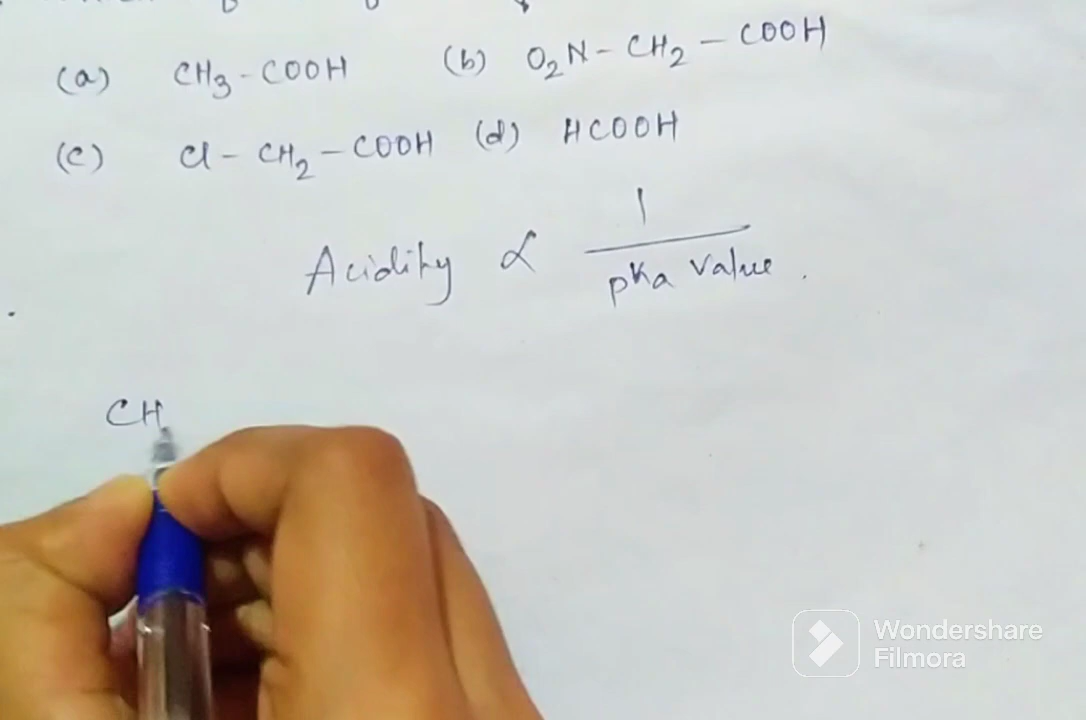 (a) CH₃-COOH (b) O₂N-CH₂-COOH
(c) Cl-CH₂-COOH (d) HCOOH
Acidity ∝ 1 / pKa Value.
CH
Wondershare
Filmora